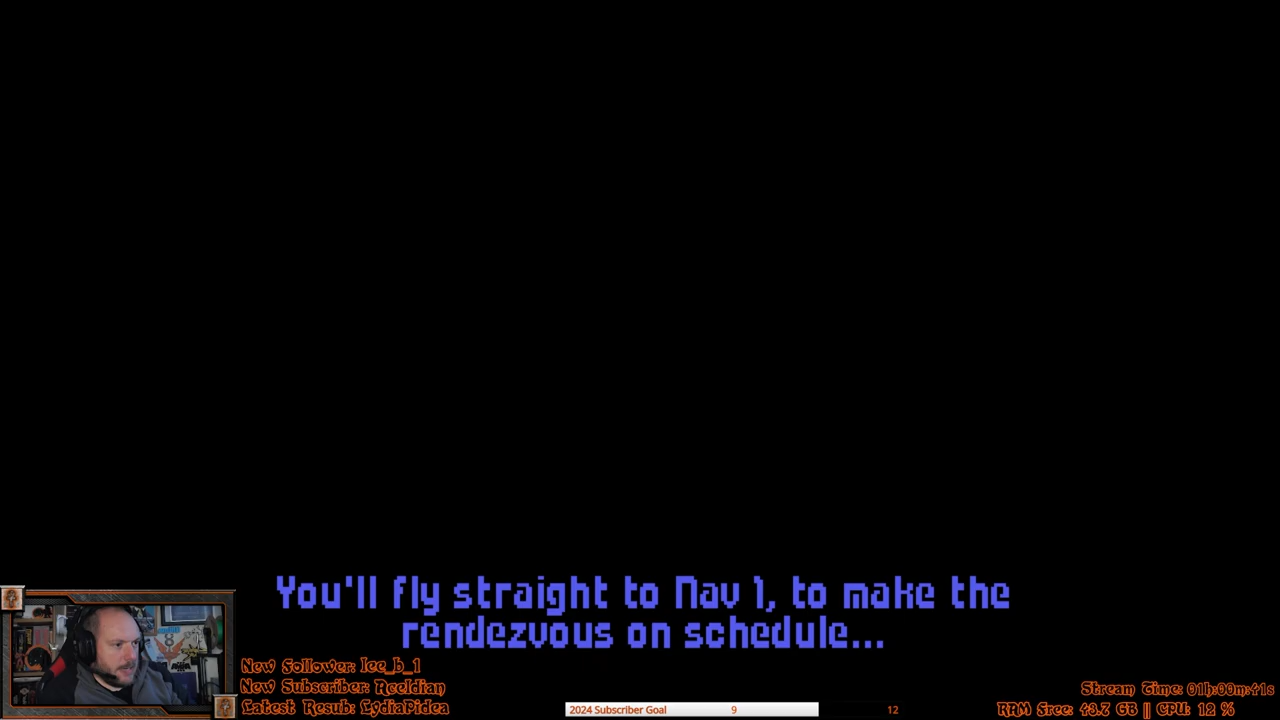 You'll fly straight to Nav 1, to make the
rendezvous on schedule...
New Follower: Ice_b_1
New Subscriber: Aceldian
Latest Resub: LydiaPidea
2024 Subscriber Goal 9 12
Stream Time: 01h:00m:41s
RAM Free: 43.7 GB || CPU: 12 %